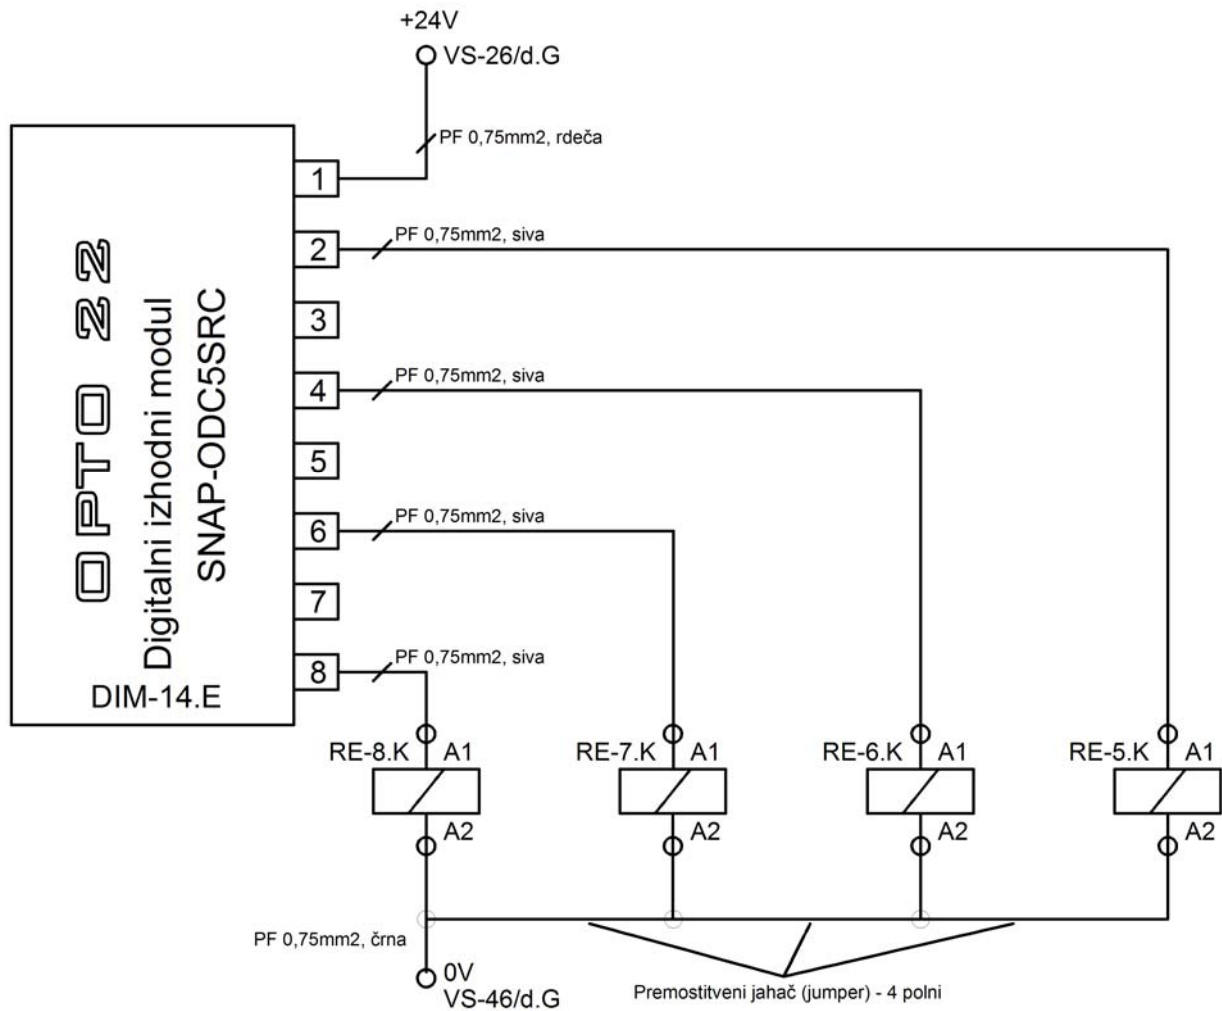 +24V
VS-26/d.G
PF 0,75mm2, rdeča
1
PF 0,75mm2, siva
2
3
PF 0,75mm2, siva
4
5
PF 0,75mm2, siva
6
7
PF 0,75mm2, siva
8
OPTO 22
Digitalni izhodni modul
SNAP-ODC5SRC
DIM-14.E
RE-8.K A1
RE-7.K A1
RE-6.K A1
RE-5.K A1
A2
A2
A2
A2
PF 0,75mm2, črna
0V
VS-46/d.G
Premostitveni jahač (jumper) - 4 polni